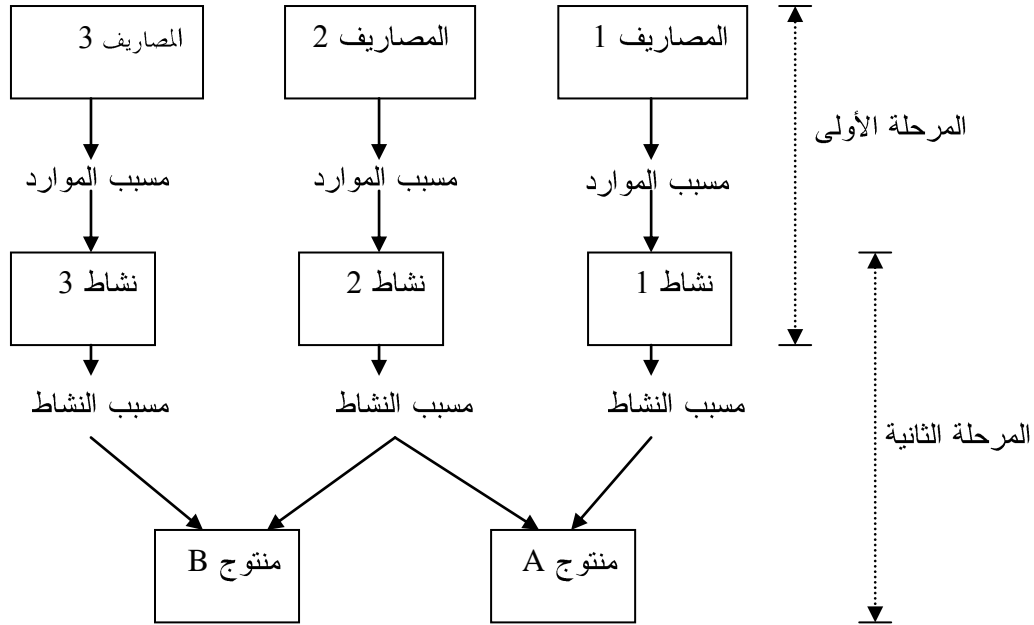 المصاريف 1
المصاريف 2
المصاريف 3
المرحلة الأولى
مسبب الموارد
مسبب الموارد
مسبب الموارد
نشاط 1
نشاط 2
نشاط 3
مسبب النشاط
مسبب النشاط
مسبب النشاط
المرحلة الثانية
منتوج A
منتوج B